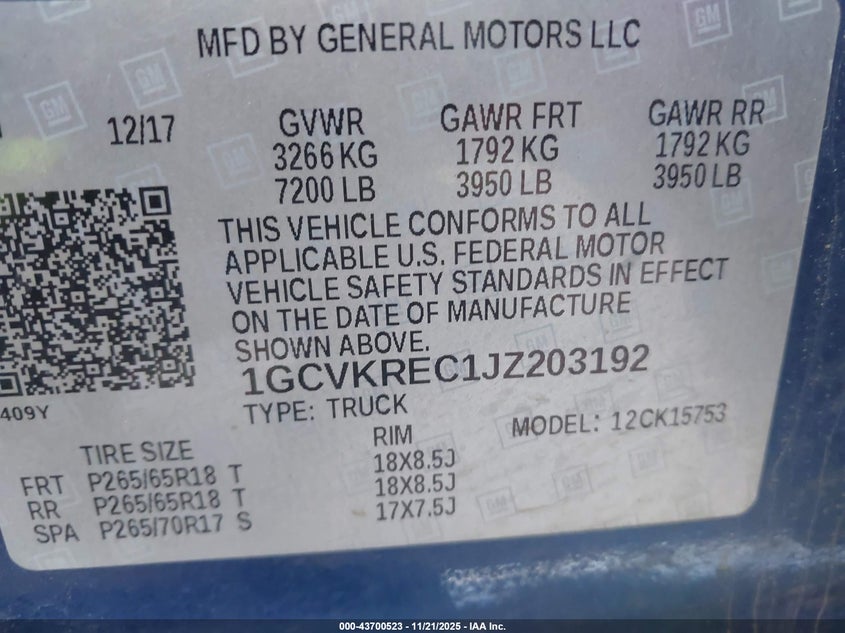 MFD BY GENERAL MOTORS LLC
12/17 GVWR GAWR FRT GAWR RR
3266 KG 1792 KG 1792 KG
7200 LB 3950 LB 3950 LB
THIS VEHICLE CONFORMS TO ALL
APPLICABLE U.S. FEDERAL MOTOR
VEHICLE SAFETY STANDARDS IN EFFECT
ON THE DATE OF MANUFACTURE
SHOWN ABOVE.
1GCVKREC1JZ203192
409Y TYPE: TRUCK MODEL: 12CK15753
TIRE SIZE RIM
FRT P265/65R18 T 18X8.5J
RR P265/65R18 T 18X8.5J
SPA P265/70R17 S 17X7.5J
000-43700523 - 11/21/2025 - IAA Inc.